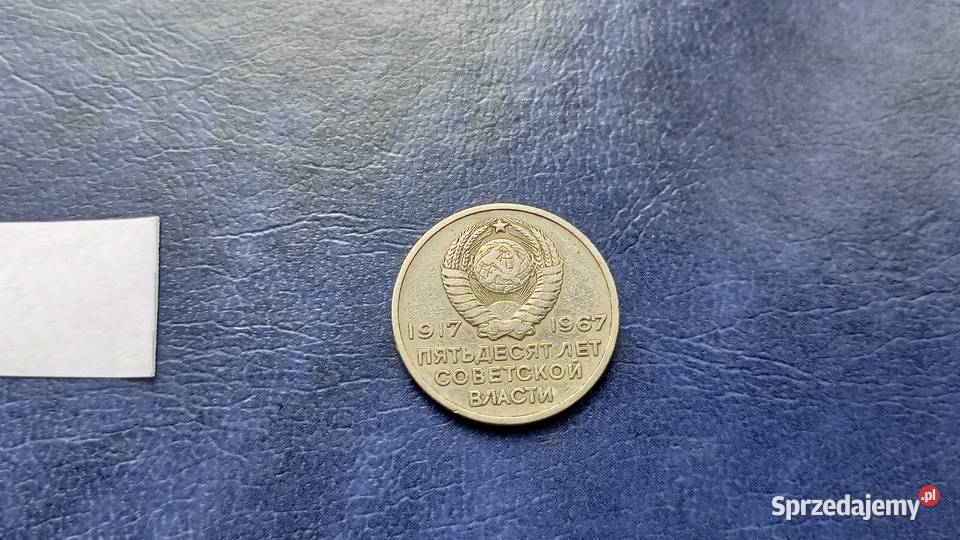 1917 1967
ПЯТЬДЕСЯТ ЛЕТ
СОВЕТСКОЙ
ВЛАСТИ
Sprzedajemy.pl